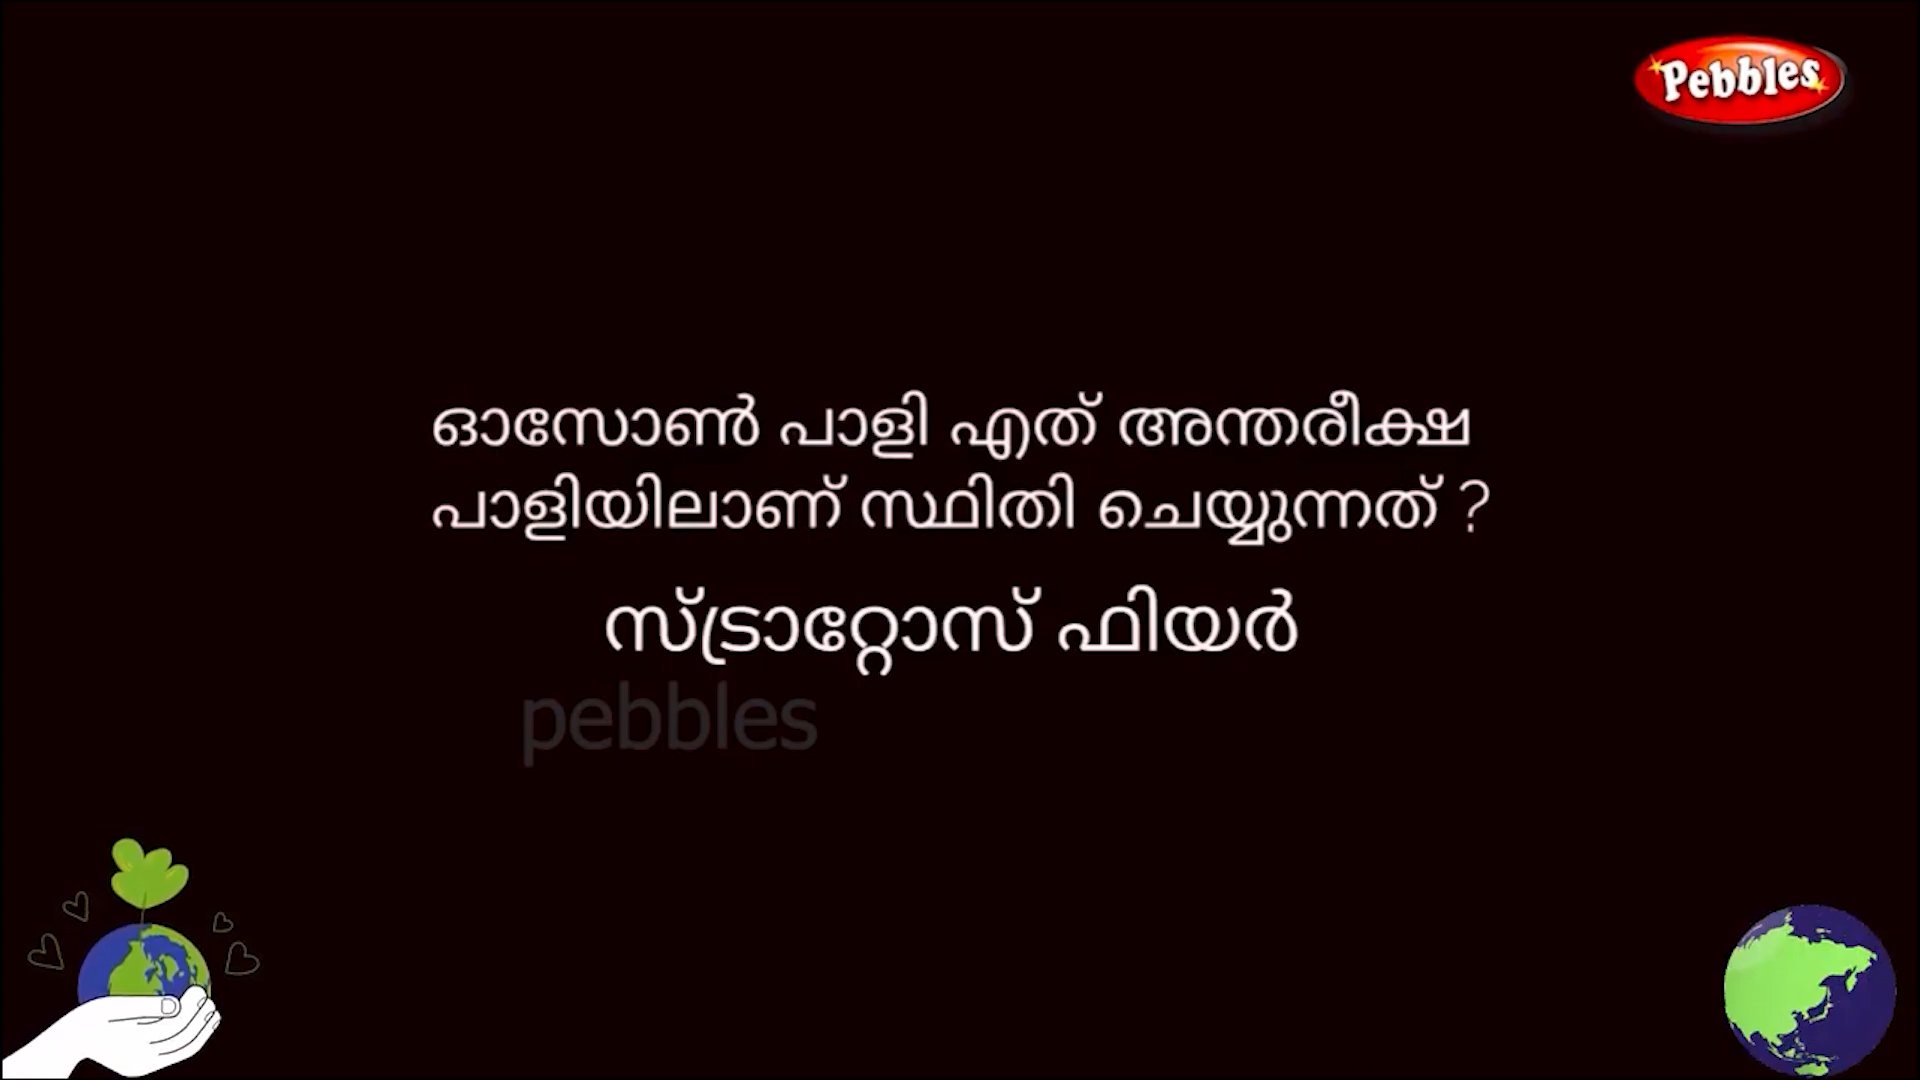 Pebbles
ഓസോൺ പാളി എത് അന്തരീക്ഷ
പാളിയിലാണ് സ്ഥിതി ചെയ്യുന്നത് ?
സ്ട്രാറ്റോസ് ഫിയർ
pebbles